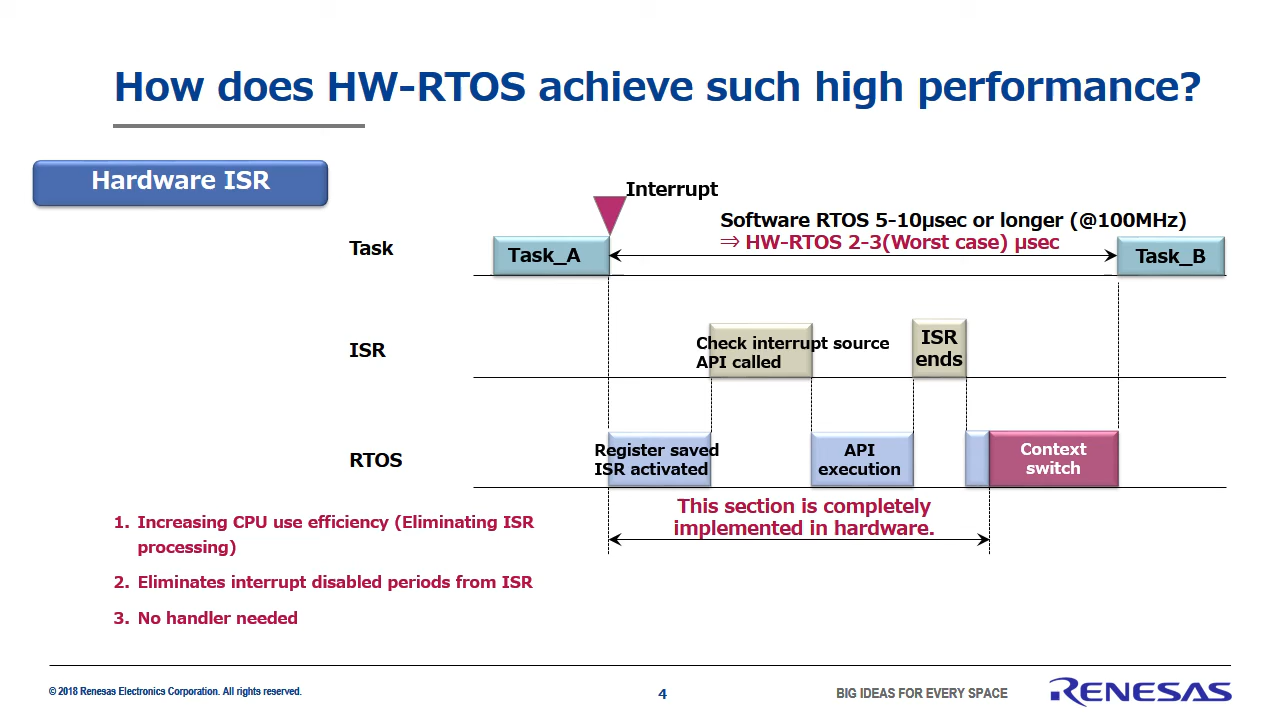 How does HW-RTOS achieve such high performance?
Hardware ISR
Interrupt
Software RTOS 5-10μsec or longer (@100MHz)
⇒ HW-RTOS 2-3(Worst case) μsec
Task
Task_A
Task_B
ISR
Check interrupt source
API called
ISR
ends
RTOS
Register saved
ISR activated
API
execution
Context
switch
This section is completely
implemented in hardware.
1. Increasing CPU use efficiency (Eliminating ISR
processing)
2. Eliminates interrupt disabled periods from ISR
3. No handler needed
© 2018 Renesas Electronics Corporation. All rights reserved.
4
BIG IDEAS FOR EVERY SPACE
RENESAS